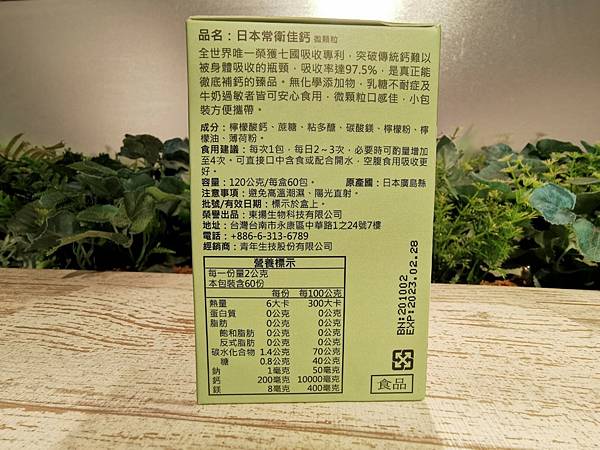 品名：日本常衛佳鈣 微顆粒
全世界唯一榮獲七國吸收專利，突破傳統鈣難以
被身體吸收的瓶頸，吸收率達97.5%，是真正能
徹底補鈣的臻品。無化學添加物，乳糖不耐症及
牛奶過敏者皆可安心食用，微顆粒口感佳，小包
裝方便攜帶。
成分：檸檬酸鈣、蔗糖、粘多醣、碳酸鎂、檸檬粉、檸
檬油、薄荷粉。
食用建議：每次1包，每日2~3次，必要時可酌量增加
至4次。可直接口中含食或配合開水，空腹食用吸收更
好。
容量：120公克/每盒60包。 原產國：日本廣島縣
注意事項：避免高溫潮濕、陽光直射。
批號/有效日期：標示於盒上。
榮譽出品：東揚生物科技有限公司
地址：台灣台南市永康區中華路1之24號7樓
電話：+886-6-313-6789
經銷商：青年生技股份有限公司
營養標示
每一份量2公克
本包裝含60份
每份 每100公克
熱量 6大卡 300大卡
蛋白質 0公克 0公克
脂肪 0公克 0公克
飽和脂肪 0公克 0公克
反式脂肪 0公克 0公克
碳水化合物 1.4公克 70公克
糖 0.8公克 40公克
鈉 1毫克 50毫克
鈣 200毫克 10000毫克
鎂 8毫克 400毫克
BN:201002
EXP:2023.02.28
食品